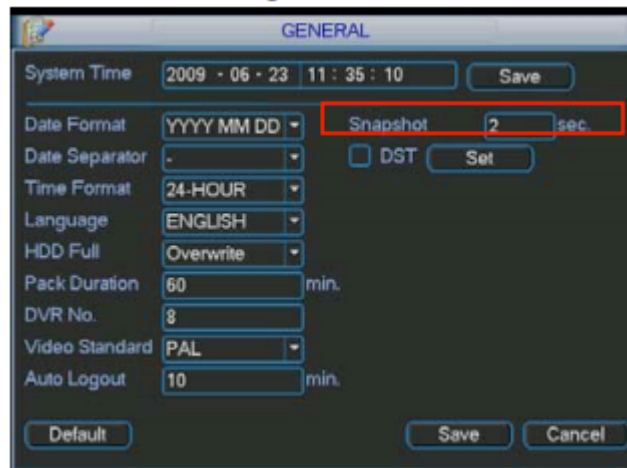 GENERAL
System Time 2009 - 06 - 23 11 : 35 : 10 Save
Date Format YYYY MM DD Snapshot 2 sec.
Date Separator - DST Set
Time Format 24-HOUR
Language ENGLISH
HDD Full Overwrite
Pack Duration 60 min.
DVR No. 8
Video Standard PAL
Auto Logout 10 min.
Default Save Cancel